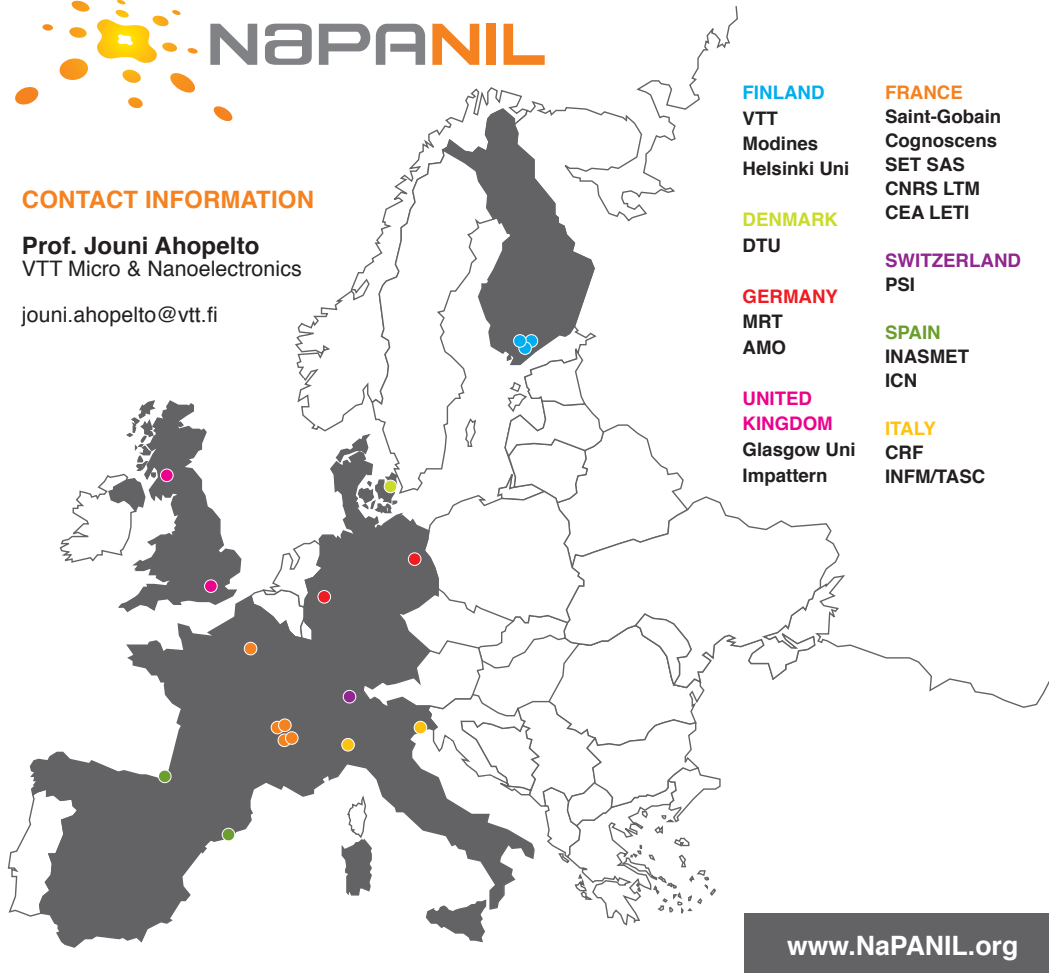 NaPANIL
CONTACT INFORMATION
Prof. Jouni Ahopelto
VTT Micro & Nanoelectronics
jouni.ahopelto@vtt.fi
FINLAND
VTT
Modines
Helsinki Uni
DENMARK
DTU
GERMANY
MRT
AMO
UNITED
KINGDOM
Glasgow Uni
Impattern
FRANCE
Saint-Gobain
Cognoscens
SET SAS
CNRS LTM
CEA LETI
SWITZERLAND
PSI
SPAIN
INASMET
ICN
ITALY
CRF
INFM/TASC
www.NaPANIL.org